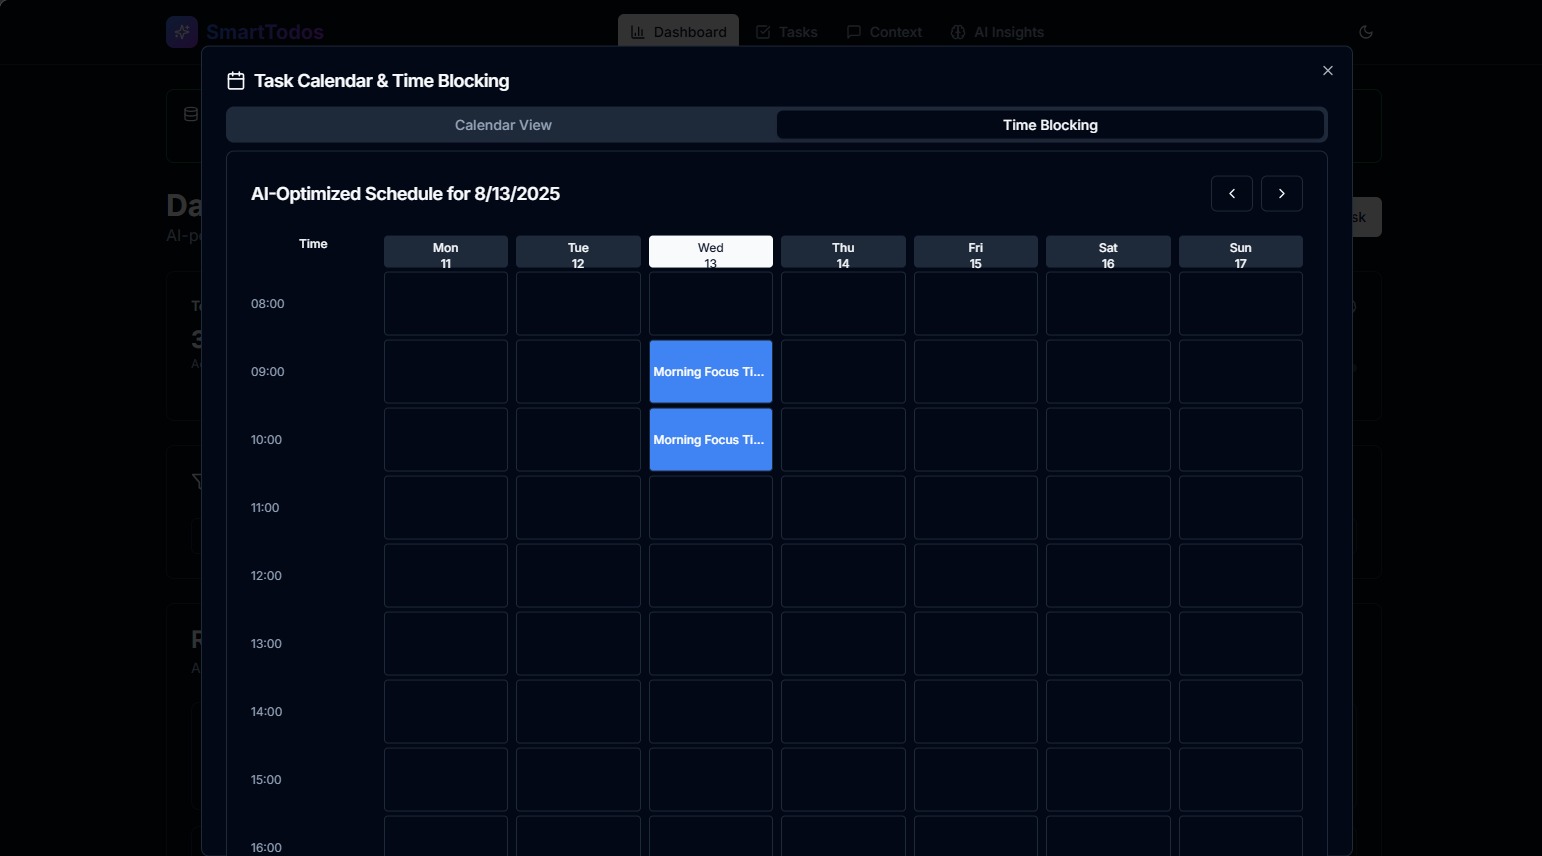 SmartTodos
Dashboard
Tasks
Context
AI Insights
Task Calendar & Time Blocking
Calendar View
Time Blocking
AI-Optimized Schedule for 8/13/2025
Time
Mon
11
Tue
12
Wed
13
Thu
14
Fri
15
Sat
16
Sun
17
08:00
09:00
Morning Focus Ti...
10:00
Morning Focus Ti...
11:00
12:00
13:00
14:00
15:00
16:00